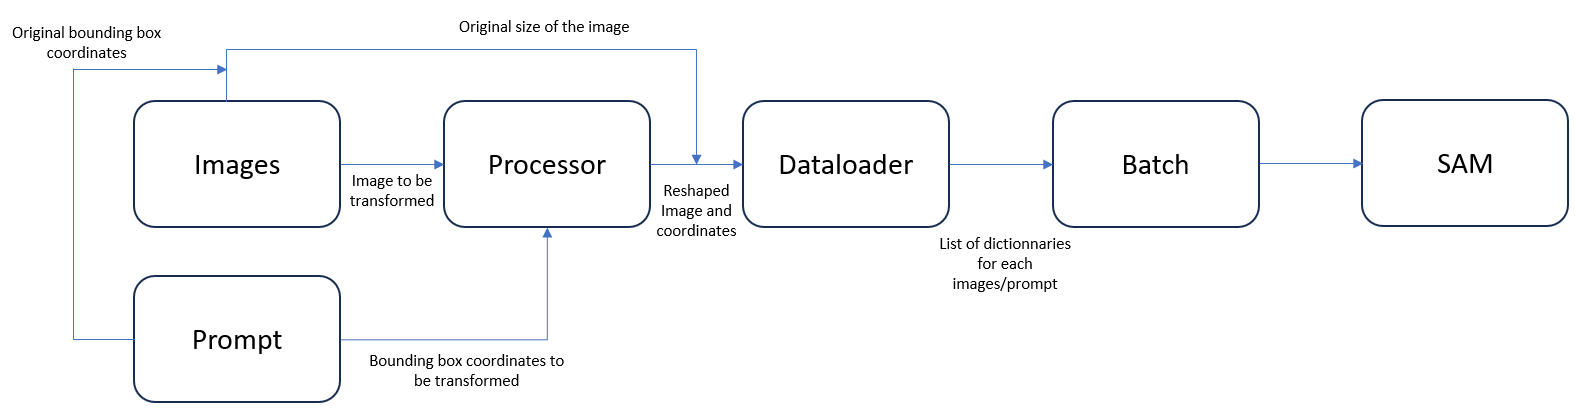 Original size of the image
Original bounding box
coordinates
Images
Image to be
transformed
Processor
Reshaped
Image and
coordinates
Dataloader
List of dictionnaries
for each
images/prompt
Batch
SAM
Prompt
Bounding box coordinates to
be transformed